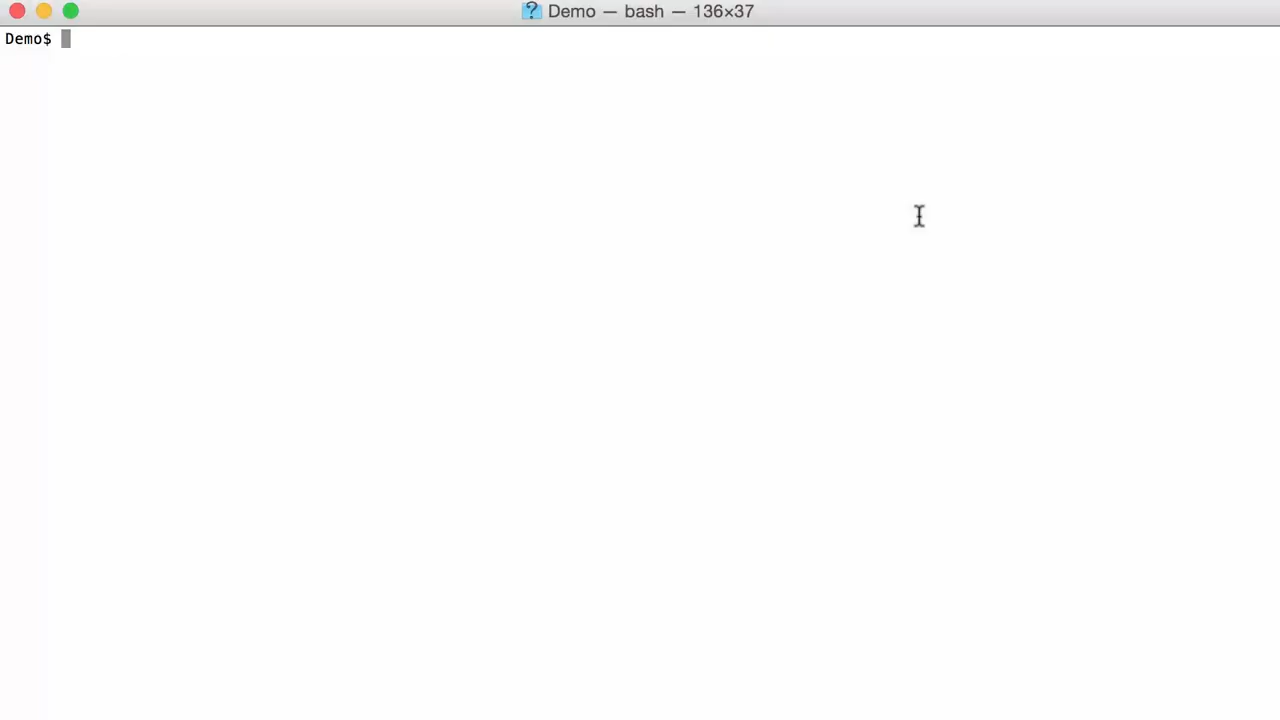 Demo — bash — 136×37
Demo$